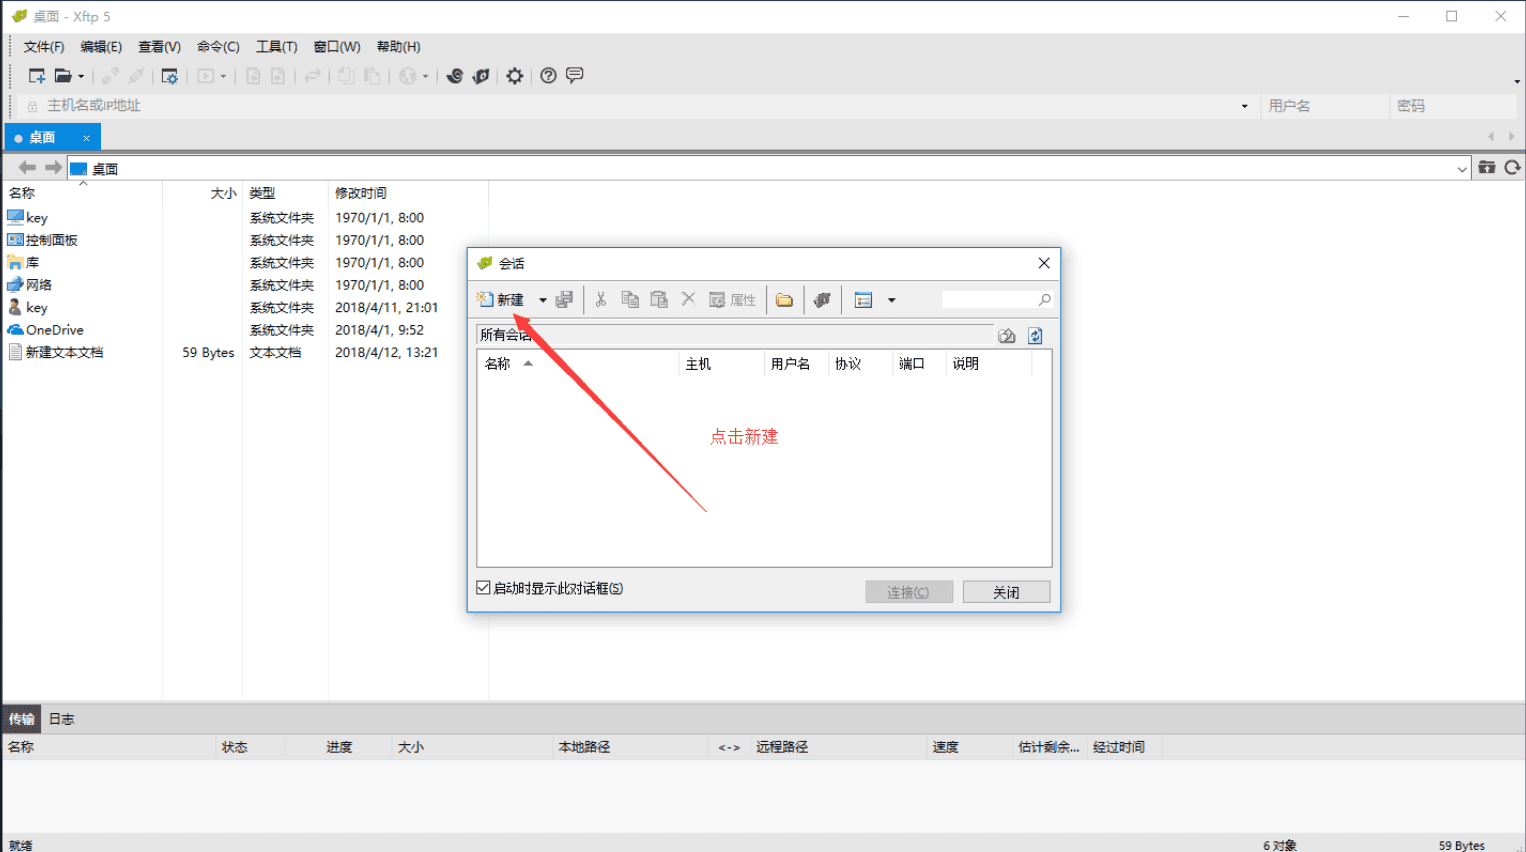 桌面 - Xftp 5
文件(F) 编辑(E) 查看(V) 命令(C) 工具(T) 窗口(W) 帮助(H)
主机名或IP地址 用户名 密码
桌面 ×
桌面
名称 大小 类型 修改时间
key 系统文件夹 1970/1/1, 8:00
控制面板 系统文件夹 1970/1/1, 8:00
库 系统文件夹 1970/1/1, 8:00
网络 系统文件夹 1970/1/1, 8:00
key 系统文件夹 2018/4/11, 21:01
OneDrive 系统文件夹 2018/4/1, 9:52
新建文本文档 59 Bytes 文本文档 2018/4/12, 13:21
会话
新建 属性
所有会话
名称 主机 用户名 协议 端口 说明
点击新建
启动时显示此对话框(S)
连接(C) 关闭
传输 日志
名称 状态 进度 大小 本地路径 <-> 远程路径 速度 估计剩余... 经过时间
就绪 6 对象 59 Bytes